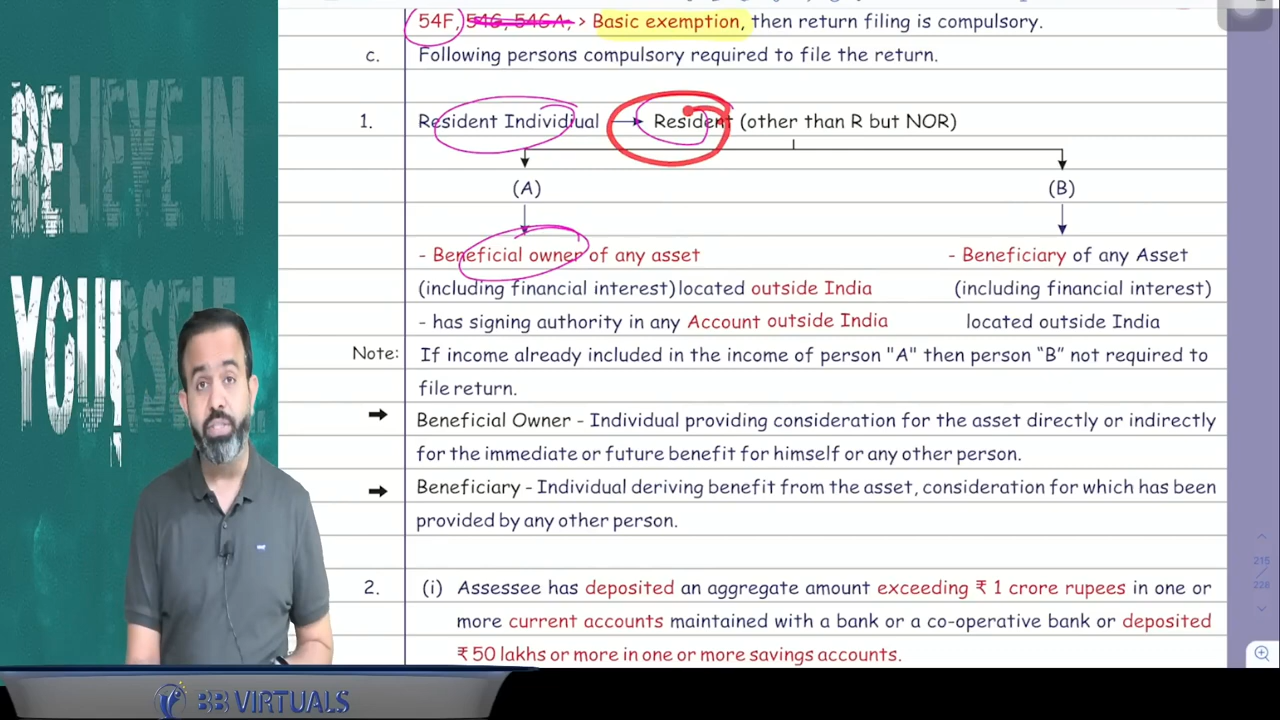 54F, 54G, 54GA, > Basic exemption, then return filing is compulsory.
c. Following persons compulsory required to file the return.
1. Resident Individual → Resident (other than R but NOR)
(A) (B)
- Beneficial owner of any asset
(including financial interest) located outside India
- has signing authority in any Account outside India
- Beneficiary of any Asset
(including financial interest)
located outside India
Note: If income already included in the income of person "A" then person “B” not required to
file return.
→ Beneficial Owner - Individual providing consideration for the asset directly or indirectly
for the immediate or future benefit for himself or any other person.
→ Beneficiary - Individual deriving benefit from the asset, consideration for which has been
provided by any other person.
2. (i) Assessee has deposited an aggregate amount exceeding ₹ 1 crore rupees in one or
more current accounts maintained with a bank or a co-operative bank or deposited
₹ 50 lakhs or more in one or more savings accounts.
BELIEVE IN
YOURSELF
215
/
228
BB VIRTUALS